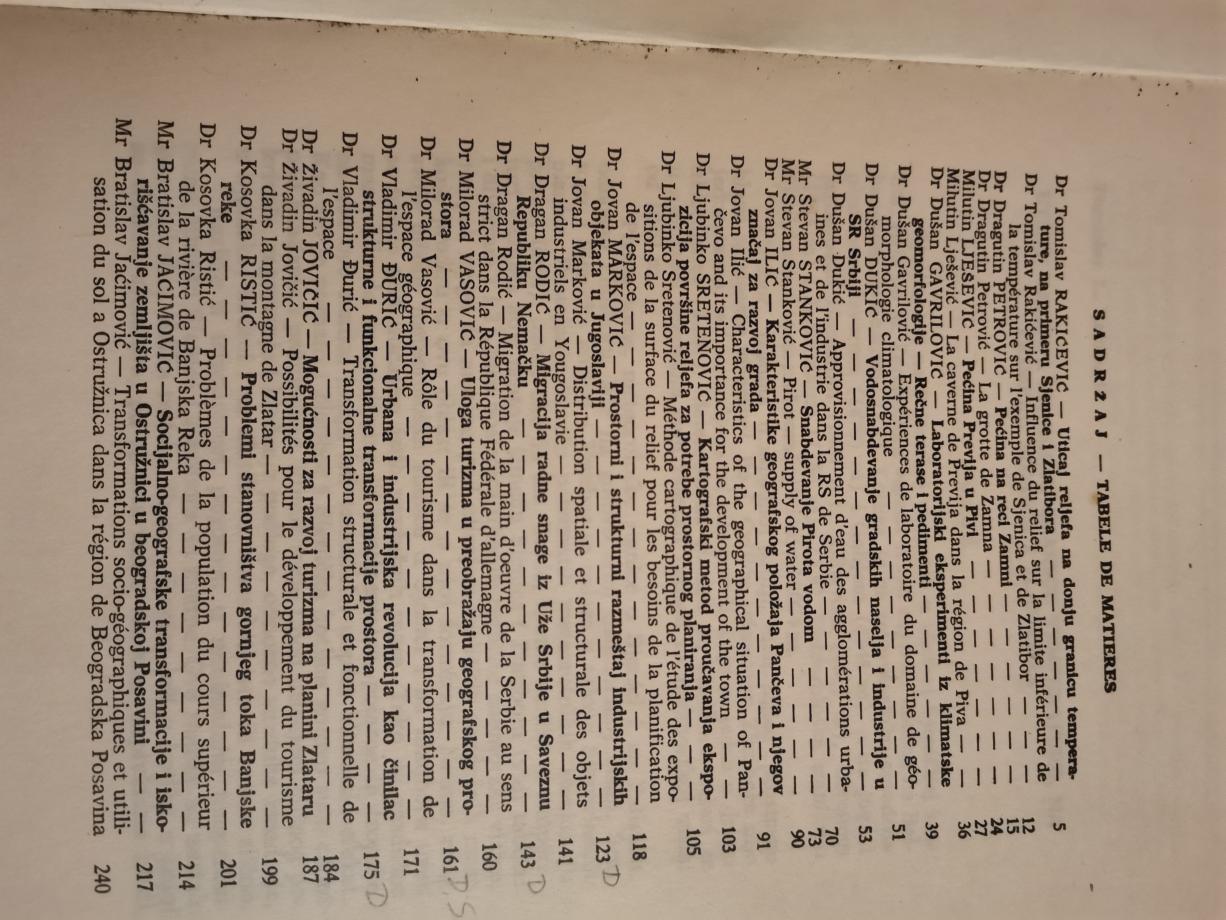 SADRŽAJ — TABELE DE MATIERES
Dr Tomislav RAKIĆEVIĆ — Uticaj reljefa na donju granicu tempera-
ture, na primeru Sjenice i Zlatibora — — — — — — 5
Dr Tomislav Rakićević — Influence du relief sur la limite inférieure de
la température sur l'exemple de Sjenica et de Zlatibor — — — 12
Dr Dragutin PETROVIĆ — Pećina na reci Zamni — — — — — 15
Dr Dragutin Petrović — La grotte de Zamna — — — — — 24
Milutin LJEŠEVIĆ — Pećina Previja u Pivi — — — — — 27
Milutin Lješević — La caverne de Previja dans la région de Piva — — 36
Dr Dušan GAVRILOVIĆ — Laboratorijski eksperimenti iz klimatske
geomorfologije — Rečne terase i pedimenti — — — — — 39
Dr Dušan Gavrilović — Expériences de laboratoire du domaine de géo-
morphologie climatologique — — — — — — — — 51
Dr Dušan DUKIĆ — Vodosnabdevanje gradskih naselja i industrije u
SR Srbiji — — — — — — — — — — 53
Dr Dušan Dukić — Approvisionnement d'eau des agglomérations urba-
ines et de l'industrie dans la RS de Serbie — — — — — 70
Mr Stevan STANKOVIĆ — Snabdevanje Pirota vodom — — — — 73
Mr Stevan Stanković — Pirot — supply of water — — — — — 90
Dr Jovan ILIĆ — Karakteristike geografskog položaja Pančeva i njegov
značaj za razvoj grada — — — — — — — — 91
Dr Jovan Ilić — Characteristics of the geographical situation of Pan-
čevo and its importance for the development of the town — — 103
Dr Ljubinko SRETENOVIĆ — Kartografski metod proučavanja ekspo-
zicija površine reljefa za potrebe prostornog planiranja — — — 105
Dr Ljubinko Sretenović — Méthode cartographique de l'étude des expo-
sitions de la surface du relief pour les besoins de la planification
de l'espace — — — — — — — — — — 118
Dr Jovan MARKOVIĆ — Prostorni i strukturni razmeštaj industrijskih
objekata u Jugoslaviji — — — — — — — — 123 D
Dr Jovan Marković — Distribution spatiale et structurale des objets
industriels en Yougoslavie — — — — — — — — 141
Dr Dragan RODIĆ — Migracija radne snage iz Uže Srbije u Saveznu
Republiku Nemačku — — — — — — — — — 143 D
Dr Dragan Rodić — Migration de la main d'oeuvre de la Serbie au sens
strict dans la République Fédérale d'allemagne — — — — 160
Dr Milorad VASOVIĆ — Uloga turizma u preobražaju geografskog pro-
stora — — — — — — — — — — — 161 D, S
Dr Milorad Vasović — Rôle du tourisme dans la transformation de
l'espace géographique — — — — — — — — — 171
Dr Vladimir ĐURIĆ — Urbana i industrijska revolucija kao činilac
strukturne i funkcionalne transformacije prostora — — — — 175 D
Dr Vladimir Đurić — Transformation structurale et fonctionnelle de
l'espace — — — — — — — — — — — 184
Dr Živadin JOVIČIĆ — Mogućnosti za razvoj turizma na planini Zlataru 187
Dr Živadin Jovičić — Possibilités pour le développement du tourisme
dans la montagne de Zlatar — — — — — — — — 199
Dr Kosovka RISTIĆ — Problemi stanovništva gornjeg toka Banjske
reke — — — — — — — — — — — 201
Dr Kosovka Ristić — Problèmes de la population du cours supérieur
de la rivière de Banjska Reka — — — — — — — — 214
Mr Bratislav JAĆIMOVIĆ — Socijalno-geografske transformacije i isko-
rišćavanje zemljišta u Ostružnici u beogradskoj Posavini — — 217
Mr Bratislav Jaćimović — Transformations socio-géographiques et utili-
sation du sol a Ostružnica dans la région de Beogradska Posavina 240